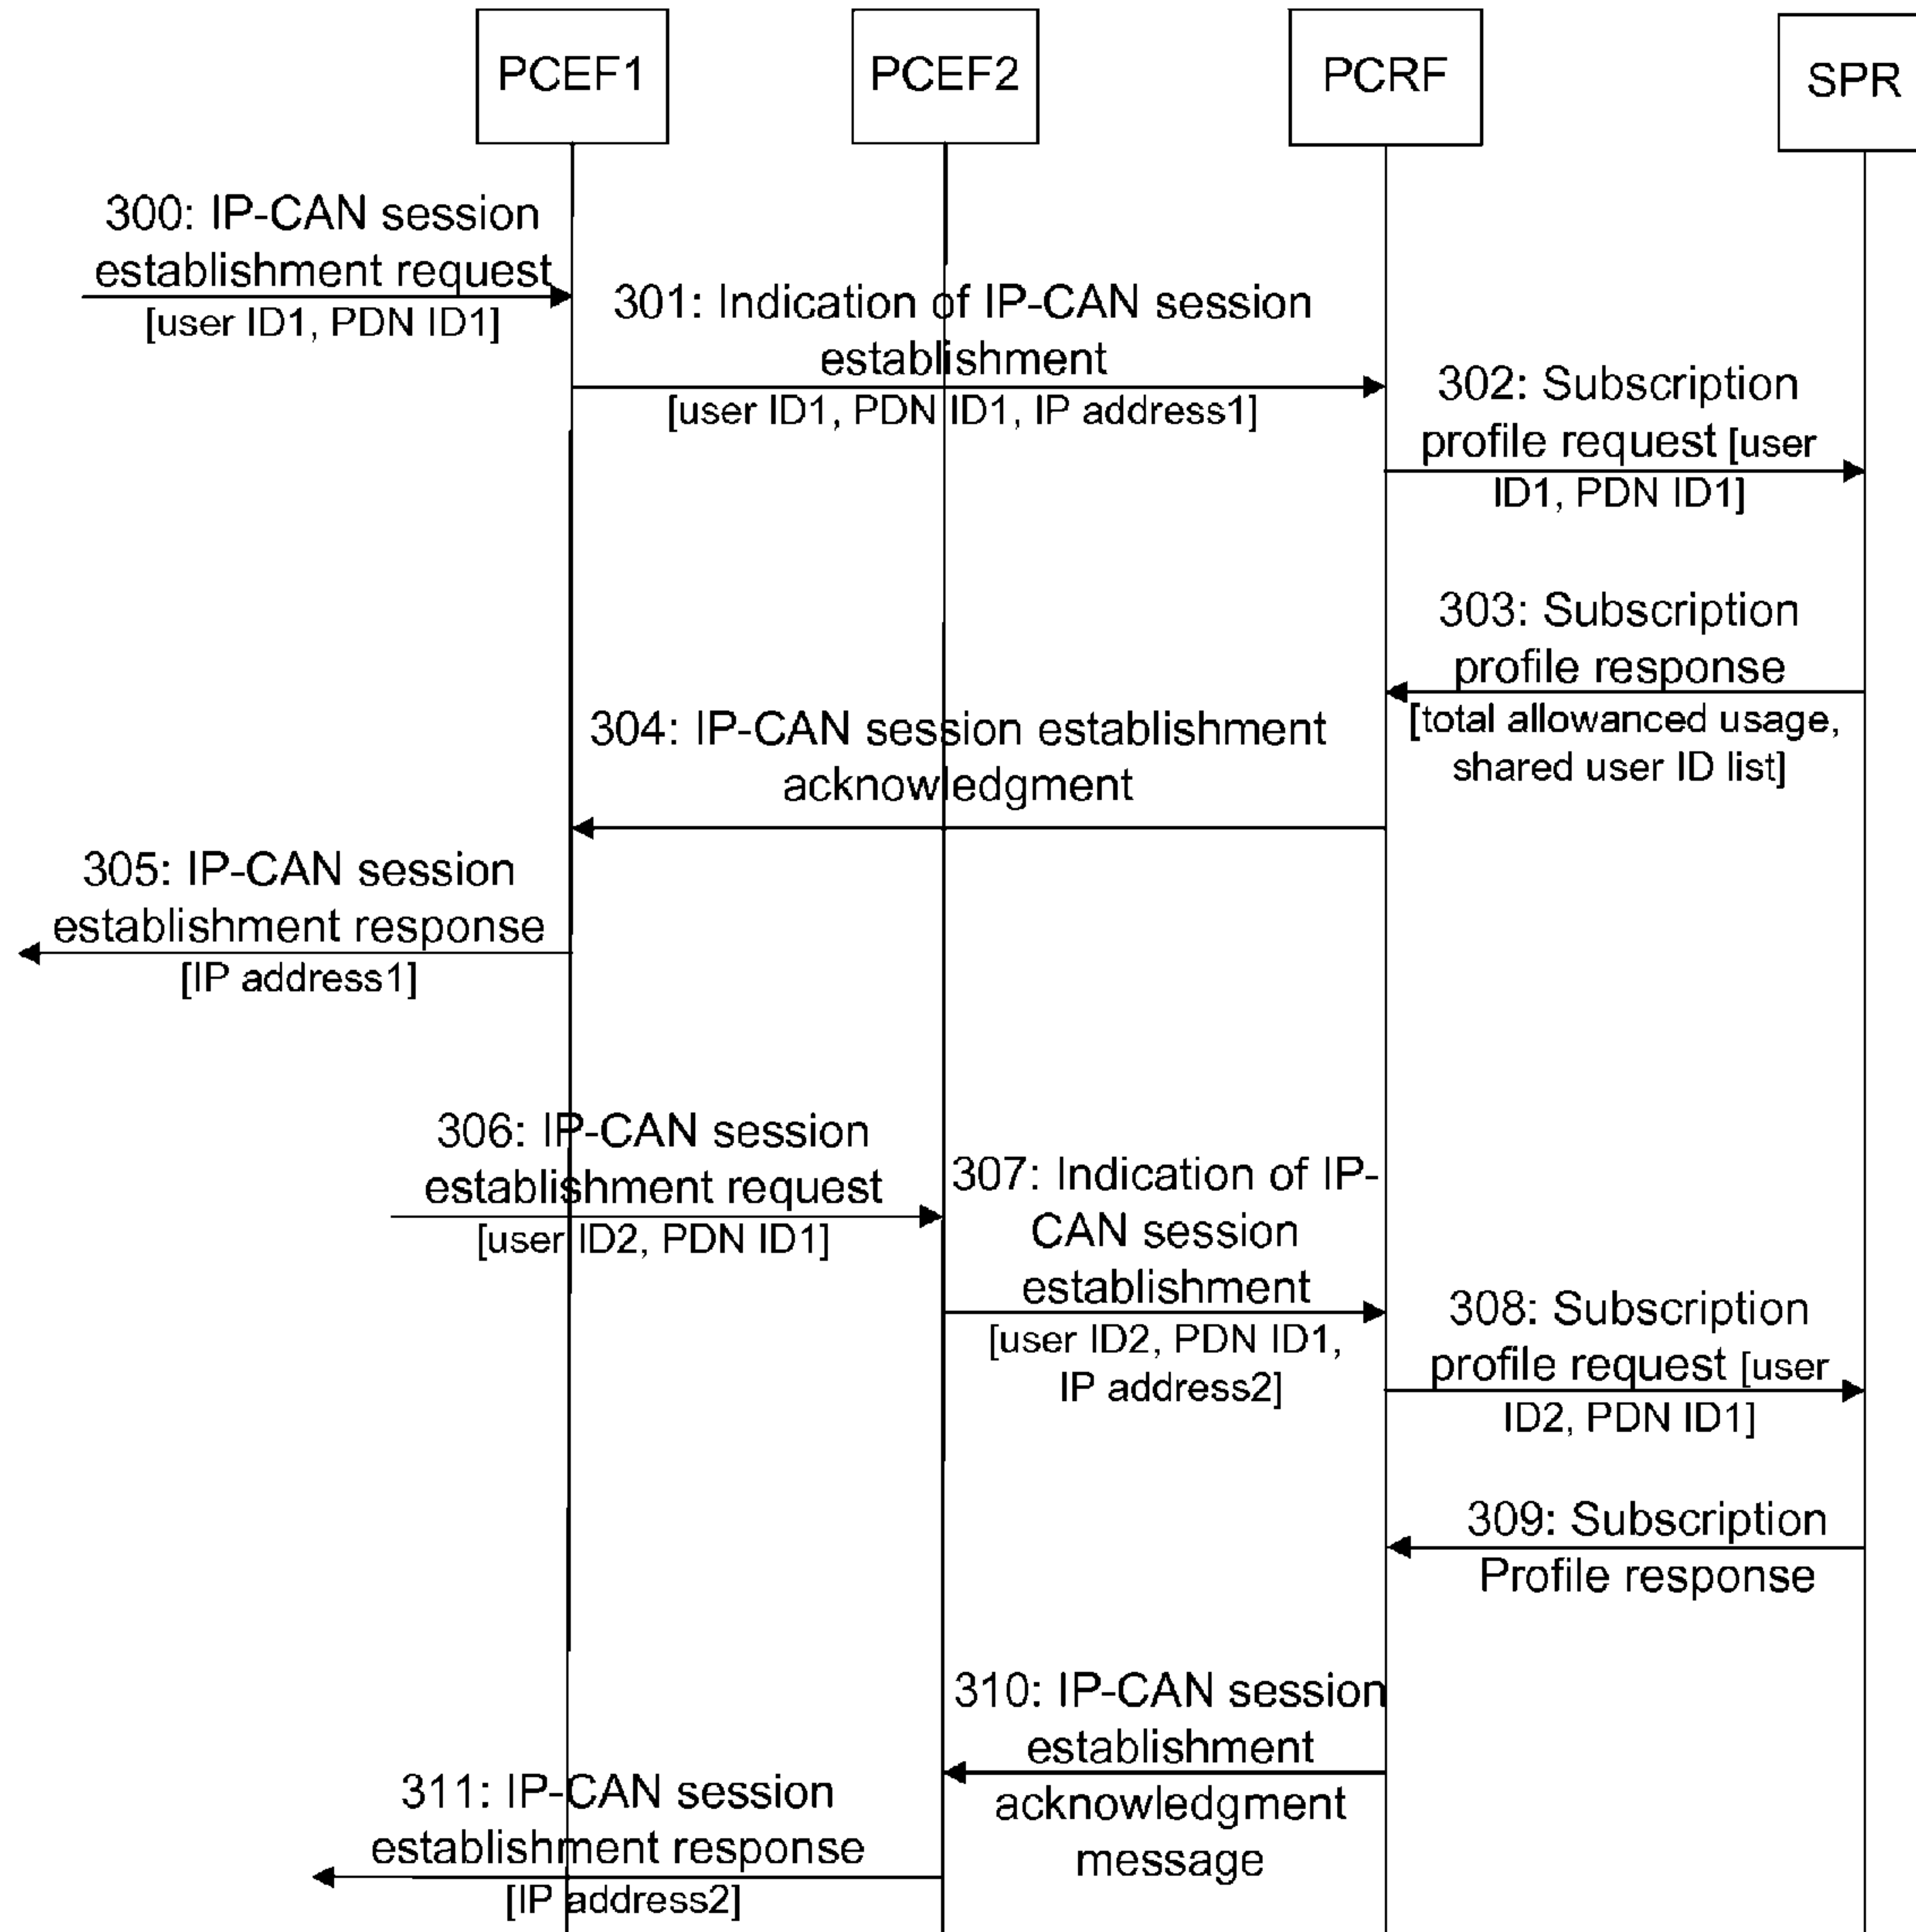 PCEF1
PCEF2
PCRF
SPR
300: IP-CAN session
establishment request
[user ID1, PDN ID1]
301: Indication of IP-CAN session
establishment
[user ID1, PDN ID1, IP address1]
302: Subscription
profile request [user
ID1, PDN ID1]
303: Subscription
profile response
[total allowanced usage,
shared user ID list]
304: IP-CAN session establishment
acknowledgment
305: IP-CAN session
establishment response
[IP address1]
306: IP-CAN session
establishment request
[user ID2, PDN ID1]
307: Indication of IP-
CAN session
establishment
[user ID2, PDN ID1,
IP address2]
308: Subscription
profile request [user
ID2, PDN ID1]
309: Subscription
Profile response
310: IP-CAN session
establishment
acknowledgment
message
311: IP-CAN session
establishment response
[IP address2]